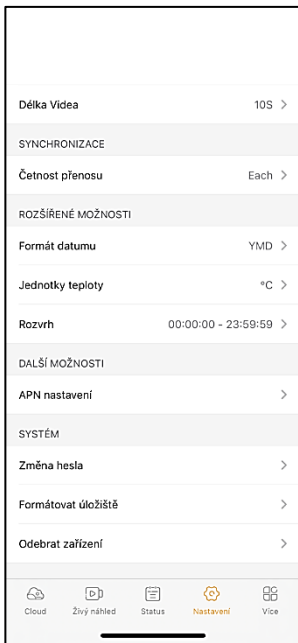 Délka Videa 10S
SYNCHRONIZACE
Četnost přenosu Each
ROZŠÍŘENÉ MOŽNOSTI
Formát datumu YMD
Jednotky teploty °C
Rozvrh 00:00:00 - 23:59:59
DALŠÍ MOŽNOSTI
APN nastavení
SYSTÉM
Změna hesla
Formátovat úložiště
Odebrat zařízení
Cloud Živý náhled Status Nastavení Více